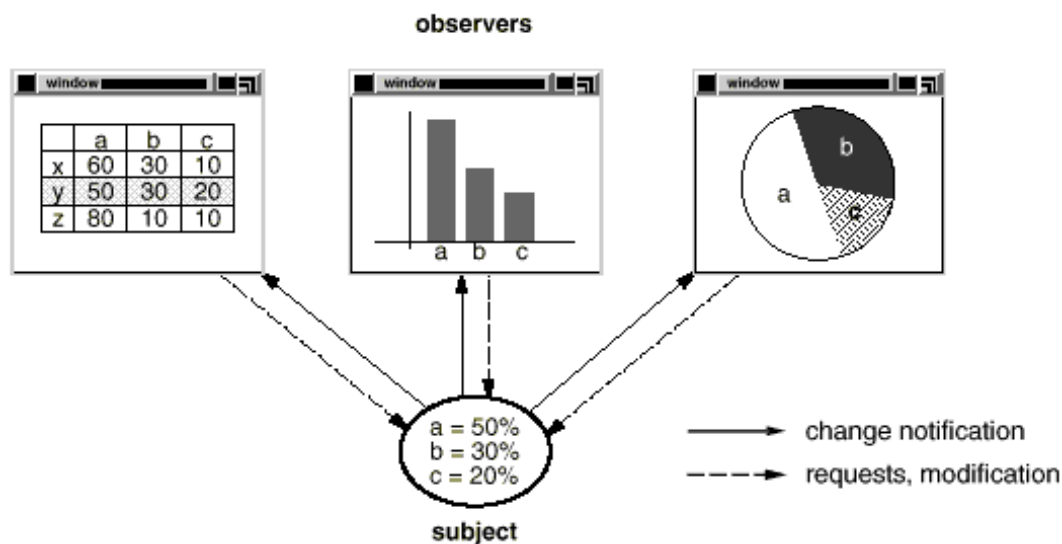 observers
window
a b c
x 60 30 10
y 50 30 20
z 80 10 10
window
a b c
window
a
b
c
a = 50%
b = 30%
c = 20%
subject
change notification
requests, modification